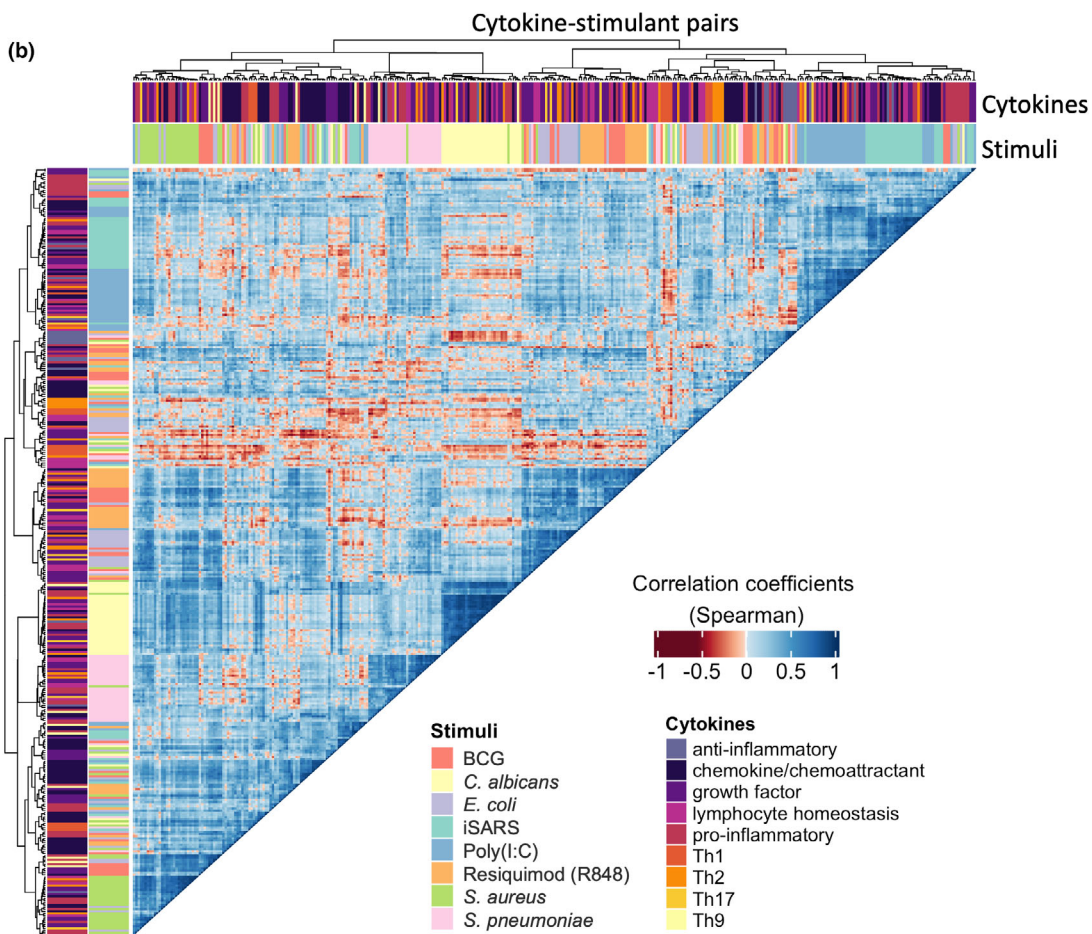 Cytokine-stimulant pairs
(b)
Cytokines
Stimuli
Correlation coefficients
(Spearman)
-1 -0.5 0 0.5 1
Stimuli
BCG
C. albicans
E. coli
iSARS
Poly(I:C)
Resiquimod (R848)
S. aureus
S. pneumoniae
Cytokines
anti-inflammatory
chemokine/chemoattractant
growth factor
lymphocyte homeostasis
pro-inflammatory
Th1
Th2
Th17
Th9